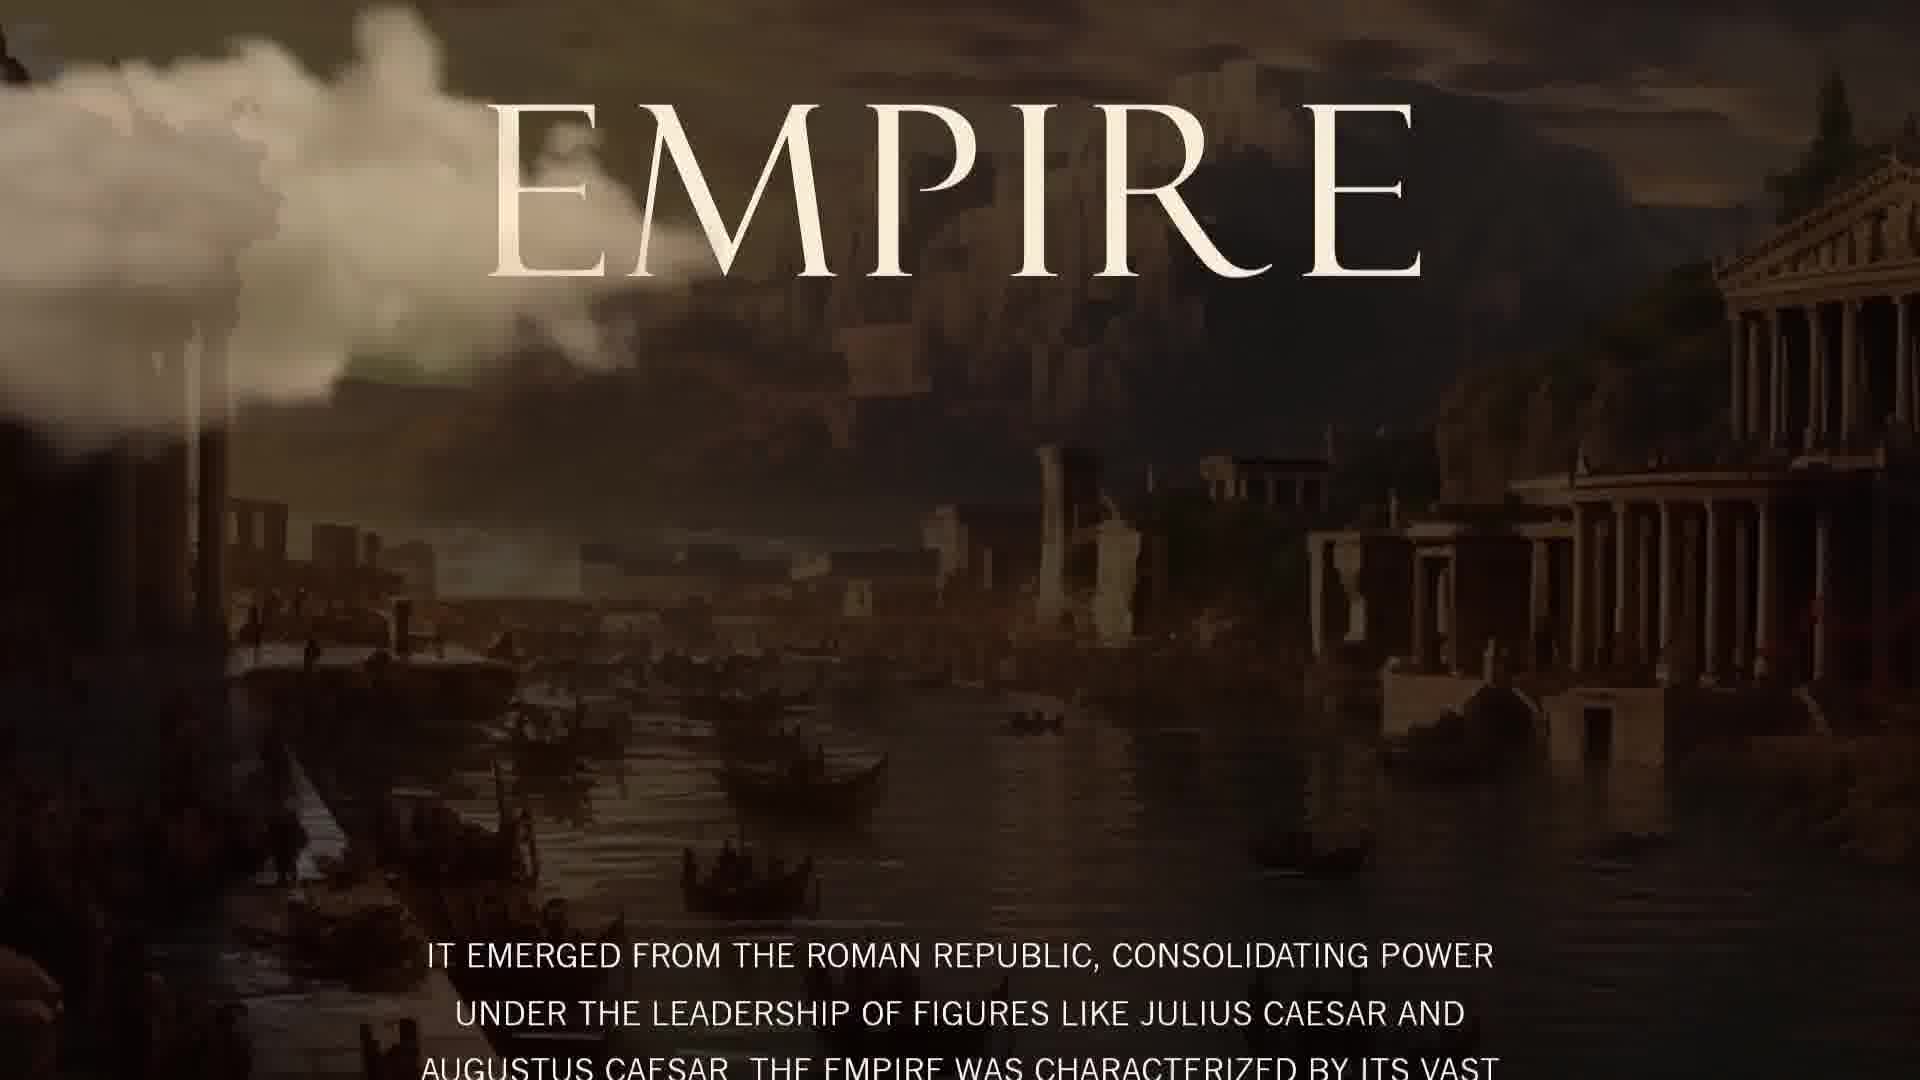 EMPIRE
IT EMERGED FROM THE ROMAN REPUBLIC, CONSOLIDATING POWER
UNDER THE LEADERSHIP OF FIGURES LIKE JULIUS CAESAR AND
AUGUSTUS CAESAR. THE EMPIRE WAS CHARACTERIZED BY ITS VAST